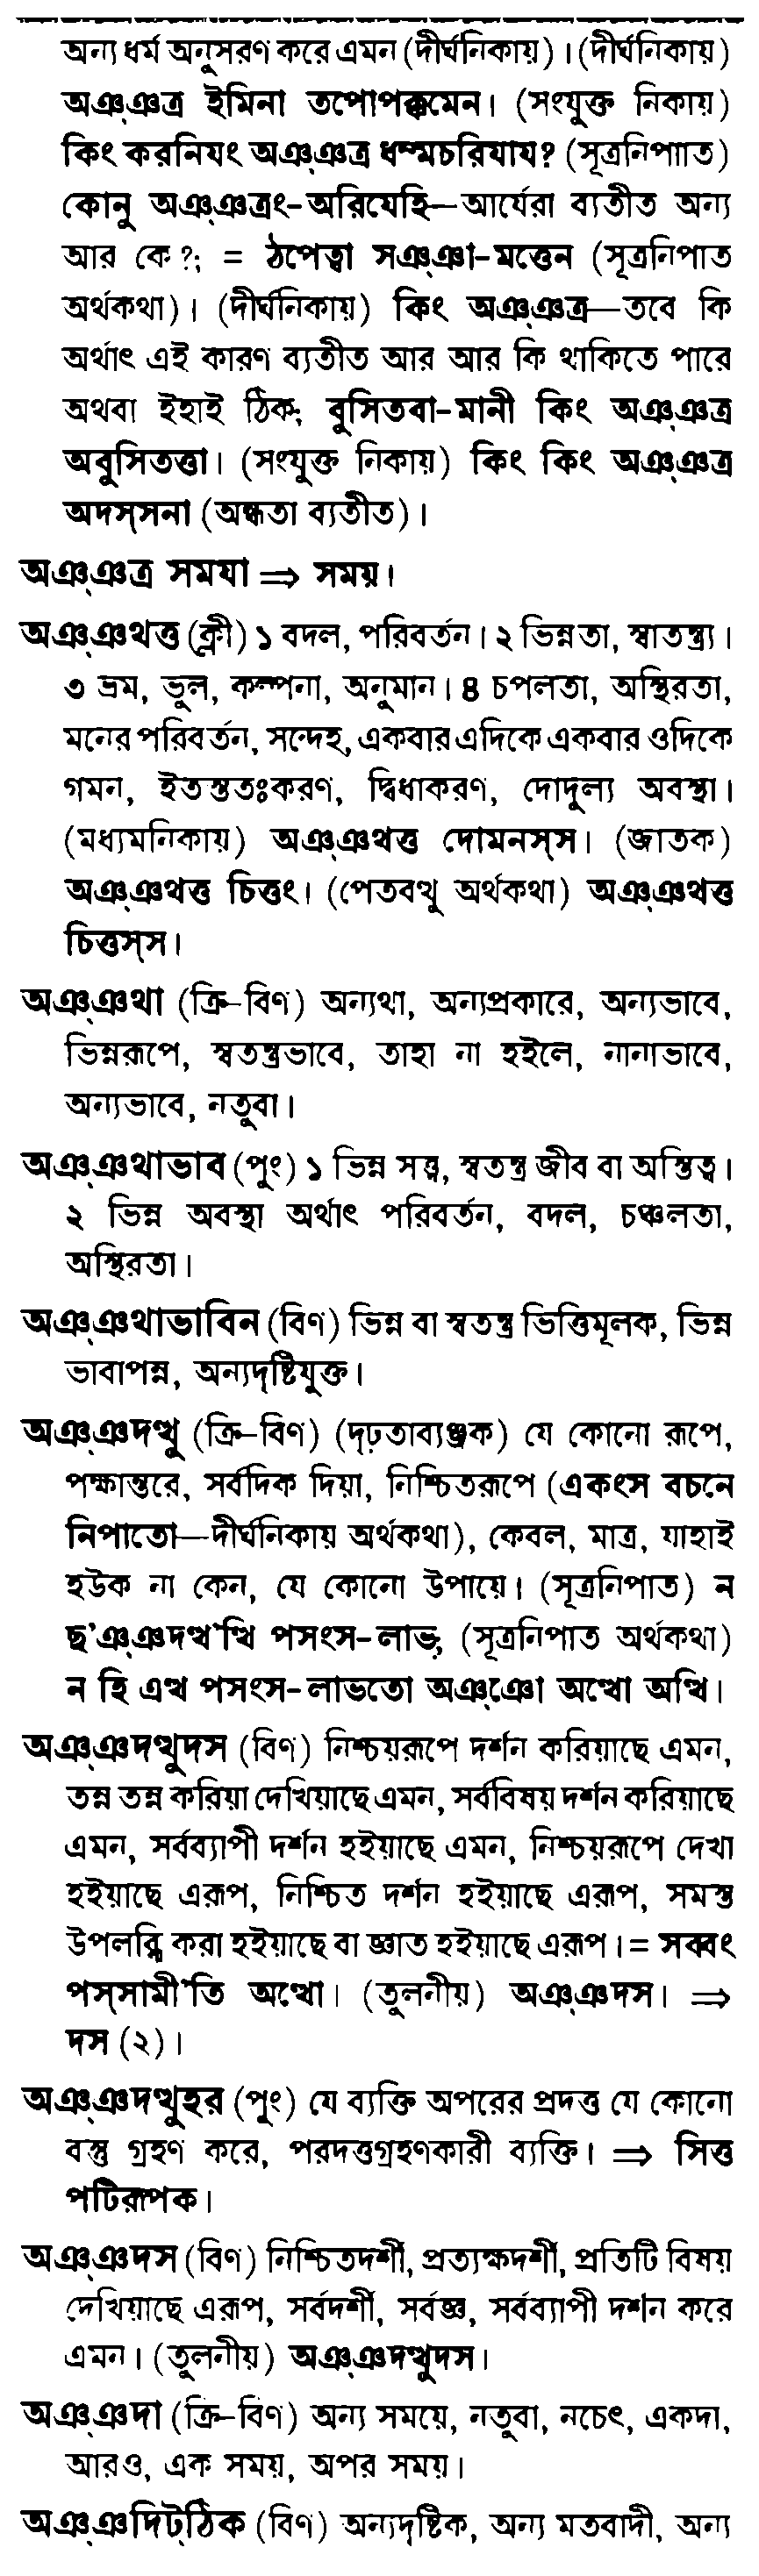 অন্য ধর্ম অনুসরণ করে এমন (দীর্ঘনিকায়)। (দীর্ঘনিকায়)
অঞ্ঞত্র ইমিনা তপোপক্কমেন। (সংযুক্ত নিকায়)
কিং করনিযং অঞ্ঞত্র ধম্মচরিযায? (সূত্রনিপাত)
কোনু অঞ্ঞত্রং-অরিযেহি—আর্যেরা ব্যতীত অন্য
আর কে?; = ঠপেত্বা সঞ্ঞা-মত্তেন (সূত্রনিপাত
অর্থকথা)। (দীর্ঘনিকায়) কিং অঞ্ঞত্র—তবে কি
অর্থাৎ এই কারণ ব্যতীত আর আর কি থাকিতে পারে
অথবা ইহাই ঠিক; বুসিতবা-মানী কিং অঞ্ঞত্র
অবুসিতত্তা। (সংযুক্ত নিকায়) কিং কিং অঞ্ঞত্র
অদস্সনা (অন্ধতা ব্যতীত)।
অঞ্ঞত্র সমযা ⇒ সময়।
অঞ্ঞথত্ত (ক্লী) ১ বদল, পরিবর্তন। ২ ভিন্নতা, স্বাতন্ত্র্য।
৩ ভ্রম, ভুল, কল্পনা, অনুমান। ৪ চপলতা, অস্থিরতা,
মনের পরিবর্তন, সন্দেহ, একবার এদিকে একবার ওদিকে
গমন, ইতস্ততঃকরণ, দ্বিধাকরণ, দোদুল্য অবস্থা।
(মধ্যমনিকায়) অঞ্ঞথত্ত দোমনস্স। (জাতক)
অঞ্ঞথত্ত চিত্তং। (পেতবত্থু অর্থকথা) অঞ্ঞথত্ত
চিত্তস্স।
অঞ্ঞথা (ক্রি-বিণ) অন্যথা, অন্যপ্রকারে, অন্যভাবে,
ভিন্নরূপে, স্বতন্ত্রভাবে, তাহা না হইলে, নানাভাবে,
অন্যভাবে, নতুবা।
অঞ্ঞথাভাব (পুং) ১ ভিন্ন সত্ত্ব, স্বতন্ত্র জীব বা অস্তিত্ব।
২ ভিন্ন অবস্থা অর্থাৎ পরিবর্তন, বদল, চঞ্চলতা,
অস্থিরতা।
অঞ্ঞথাভাবিন (বিণ) ভিন্ন বা স্বতন্ত্র ভিত্তিমূলক, ভিন্ন
ভাবাপন্ন, অন্যদৃষ্টিযুক্ত।
অঞ্ঞদত্থু (ক্রি-বিণ) (দৃঢ়তাব্যঞ্জক) যে কোনো রূপে,
পক্ষান্তরে, সর্বদিক দিয়া, নিশ্চিতরূপে (একংস বচনে
নিপাতো—দীর্ঘনিকায় অর্থকথা), কেবল, মাত্র, যাহাই
হউক না কেন, যে কোনো উপায়ে। (সূত্রনিপাত) ন
ছ'ঞ্ঞদত্থ'ত্থি পসংস-লাভ; (সূত্রনিপাত অর্থকথা)
ন হি এত্থ পসংস-লাভতো অঞ্ঞো অত্থো অত্থি।
অঞ্ঞদত্থুদস (বিণ) নিশ্চয়রূপে দর্শন করিয়াছে এমন,
তন্ন তন্ন করিয়া দেখিয়াছে এমন, সর্ববিষয় দর্শন করিয়াছে
এমন, সর্বব্যাপী দর্শন হইয়াছে এমন, নিশ্চয়রূপে দেখা
হইয়াছে এরূপ, নিশ্চিত দর্শন হইয়াছে এরূপ, সমস্ত
উপলব্ধি করা হইয়াছে বা জ্ঞাত হইয়াছে এরূপ। = সব্বং
পস্সামী'তি অত্থো। (তুলনীয়) অঞ্ঞদস। ⇒
দস (২)।
অঞ্ঞদত্থুহর (পুং) যে ব্যক্তি অপরের প্রদত্ত যে কোনো
বস্তু গ্রহণ করে, পরদত্তগ্রহণকারী ব্যক্তি। ⇒ সিত্ত
পটিরূপক।
অঞ্ঞদস (বিণ) নিশ্চিতদর্শী, প্রত্যক্ষদর্শী, প্রতিটি বিষয়
দেখিয়াছে এরূপ, সর্বদর্শী, সর্বজ্ঞ, সর্বব্যাপী দর্শন করে
এমন। (তুলনীয়) অঞ্ঞদত্থুদস।
অঞ্ঞদা (ক্রি-বিণ) অন্য সময়ে, নতুবা, নচেৎ, একদা,
আরও, এক সময়, অপর সময়।
অঞ্ঞদিট্ঠিক (বিণ) অন্যদৃষ্টিক, অন্য মতবাদী, অন্য